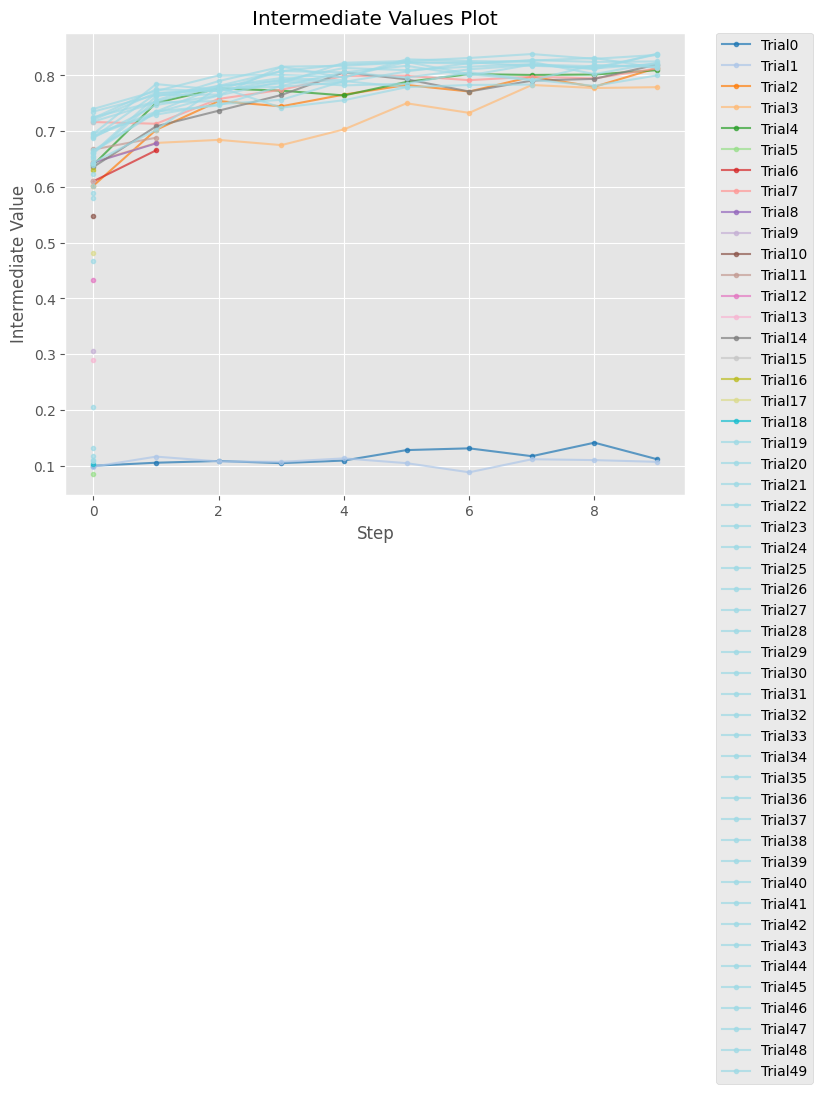 Intermediate Values Plot
Intermediate Value
0.8
0.7
0.6
0.5
0.4
0.3
0.2
0.1
0 2 4 6 8
Step
Trial0
Trial1
Trial2
Trial3
Trial4
Trial5
Trial6
Trial7
Trial8
Trial9
Trial10
Trial11
Trial12
Trial13
Trial14
Trial15
Trial16
Trial17
Trial18
Trial19
Trial20
Trial21
Trial22
Trial23
Trial24
Trial25
Trial26
Trial27
Trial28
Trial29
Trial30
Trial31
Trial32
Trial33
Trial34
Trial35
Trial36
Trial37
Trial38
Trial39
Trial40
Trial41
Trial42
Trial43
Trial44
Trial45
Trial46
Trial47
Trial48
Trial49